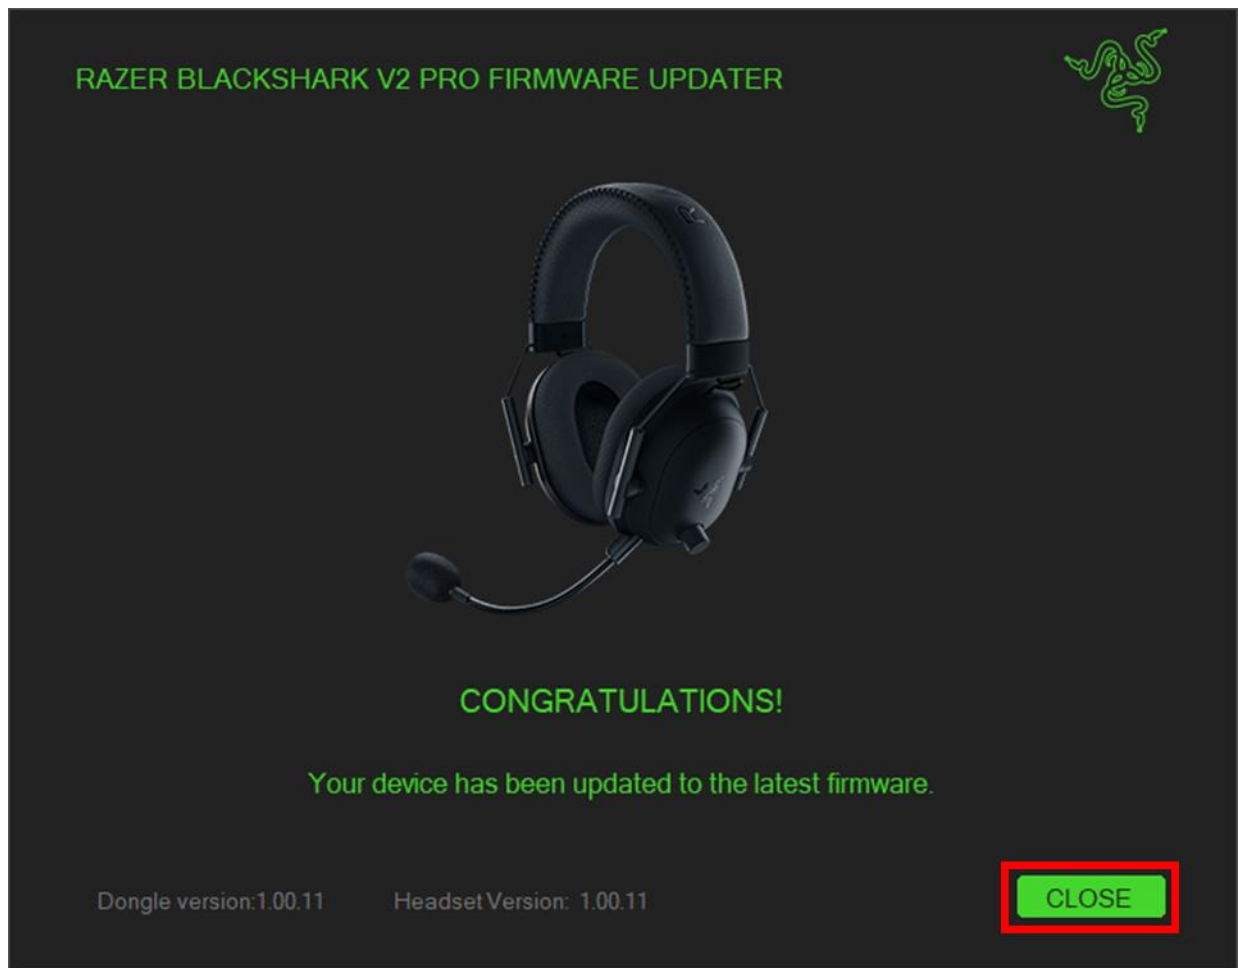 RAZER BLACKSHARK V2 PRO FIRMWARE UPDATER
CONGRATULATIONS!
Your device has been updated to the latest firmware.
Dongle version:1.00.11 Headset Version: 1.00.11
CLOSE